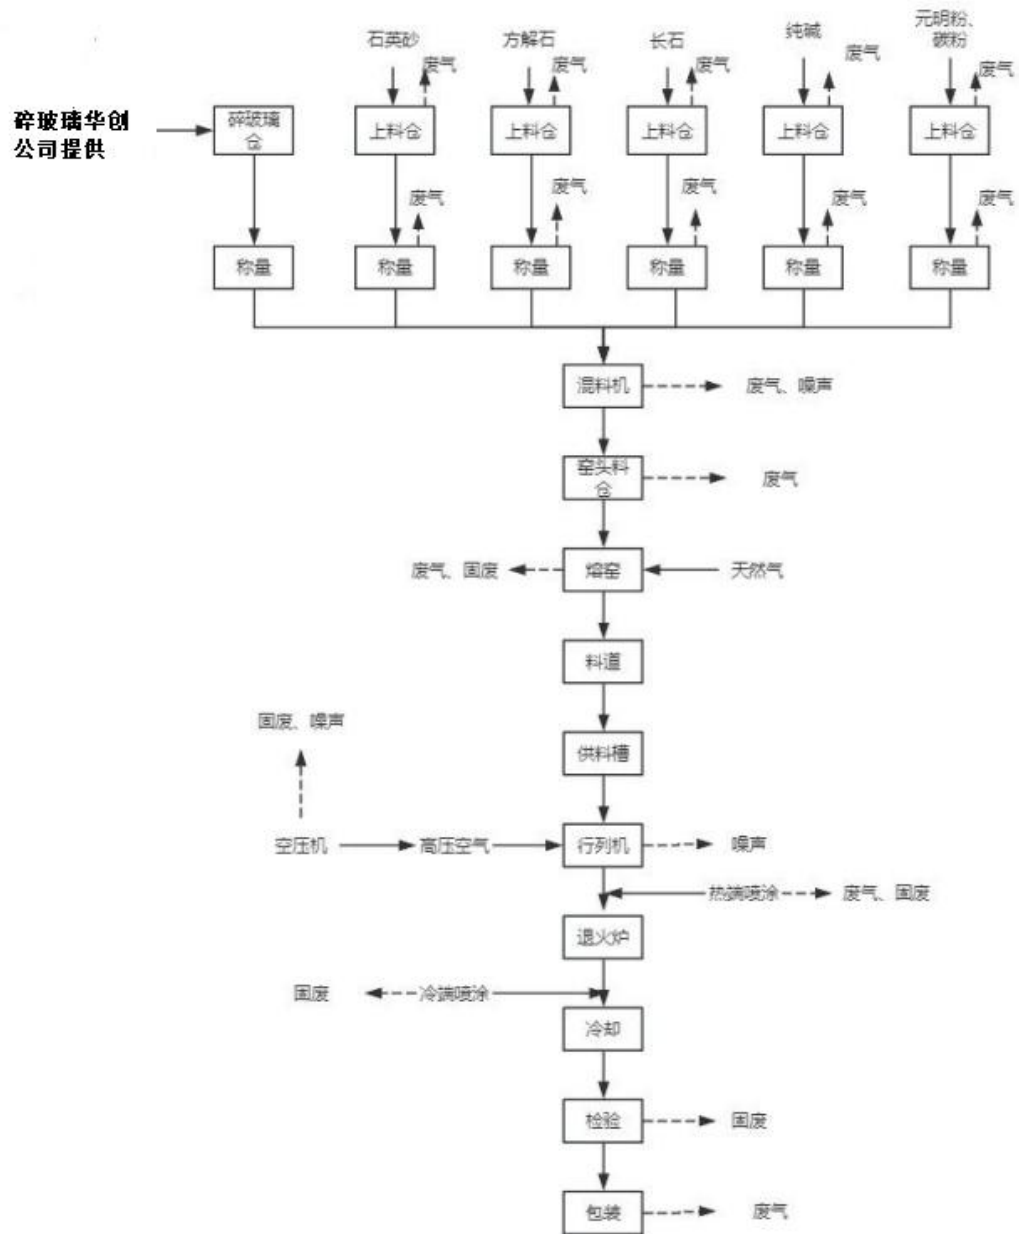 元明粉、
碳粉
石英砂
方解石
长石
纯碱
废气
废气
废气
废气
废气
碎玻璃华创
公司提供
碎玻璃
仓
上料仓
上料仓
上料仓
上料仓
上料仓
废气
废气
废气
废气
废气
称量
称量
称量
称量
称量
称量
混料机
废气、噪声
窑头料
仓
废气
废气、固废
熔窑
天然气
料道
固废、噪声
供料槽
空压机
高压空气
行列机
噪声
热端喷涂
废气、固废
退火炉
固废
冷端喷涂
冷却
检验
固废
包装
废气